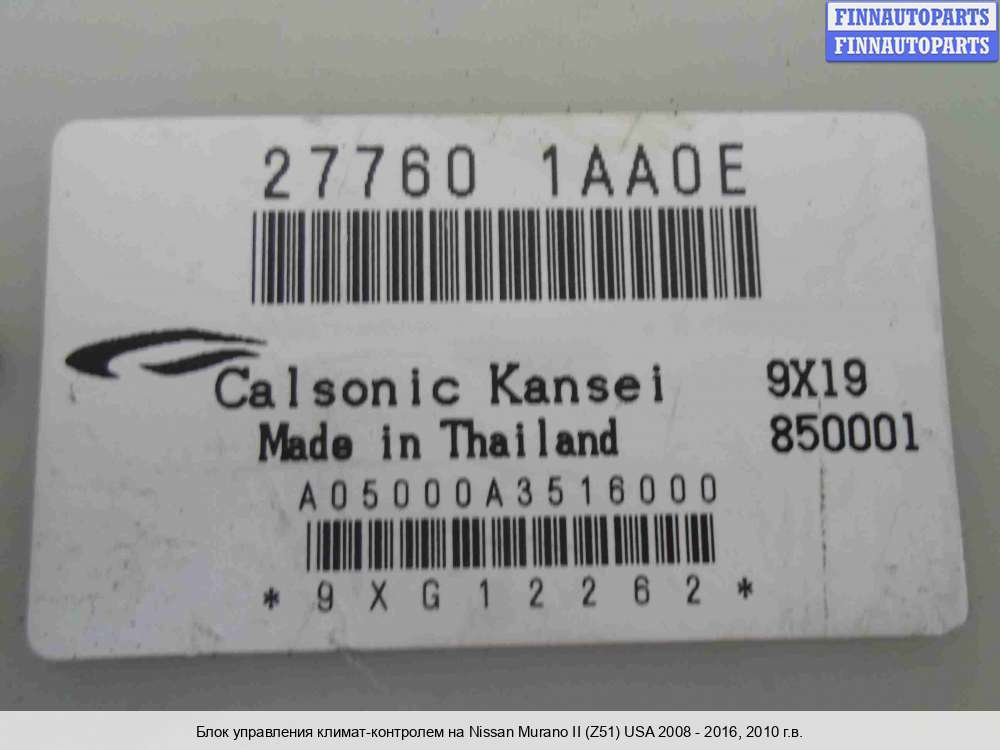 FINNAUTOPARTS
FINNAUTOPARTS
27760 1AA0E
Calsonic Kansei 9X19
Made in Thailand 850001
A05000A3516000
*9XG12262*
Блок управления климат-контролем на Nissan Murano II (Z51) USA 2008 - 2016, 2010 г.в.